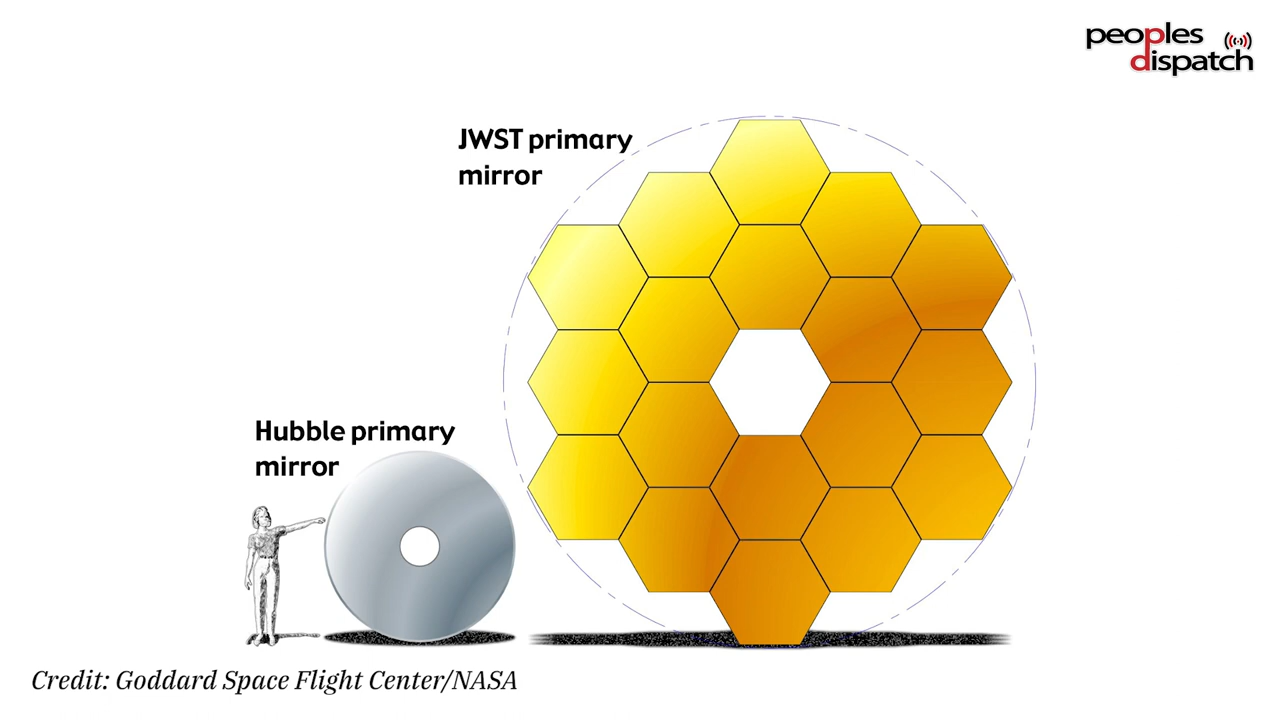 peoples
dispatch
JWST primary
mirror
Hubble primary
mirror
Credit: Goddard Space Flight Center/NASA